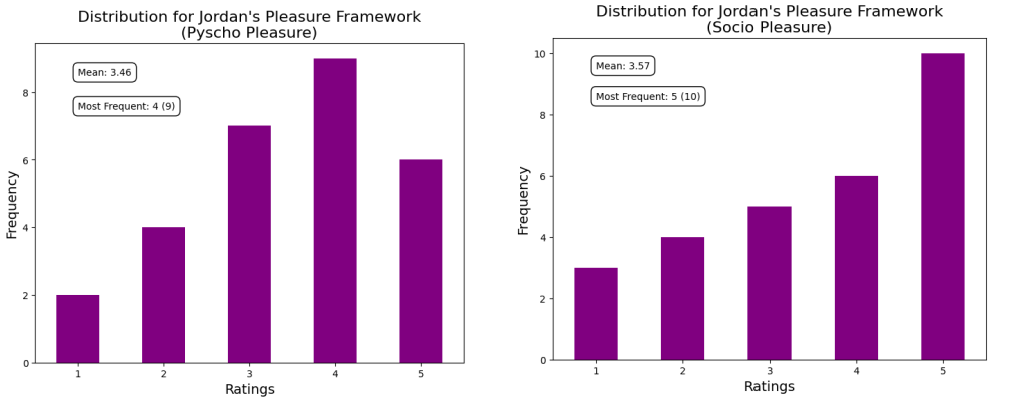 Distribution for Jordan's Pleasure Framework
(Pyscho Pleasure)
Mean: 3.46
Most Frequent: 4 (9)
Frequency
8
6
4
2
0
1 2 3 4 5
Ratings
Distribution for Jordan's Pleasure Framework
(Socio Pleasure)
Mean: 3.57
Most Frequent: 5 (10)
Frequency
10
8
6
4
2
0
1 2 3 4 5
Ratings